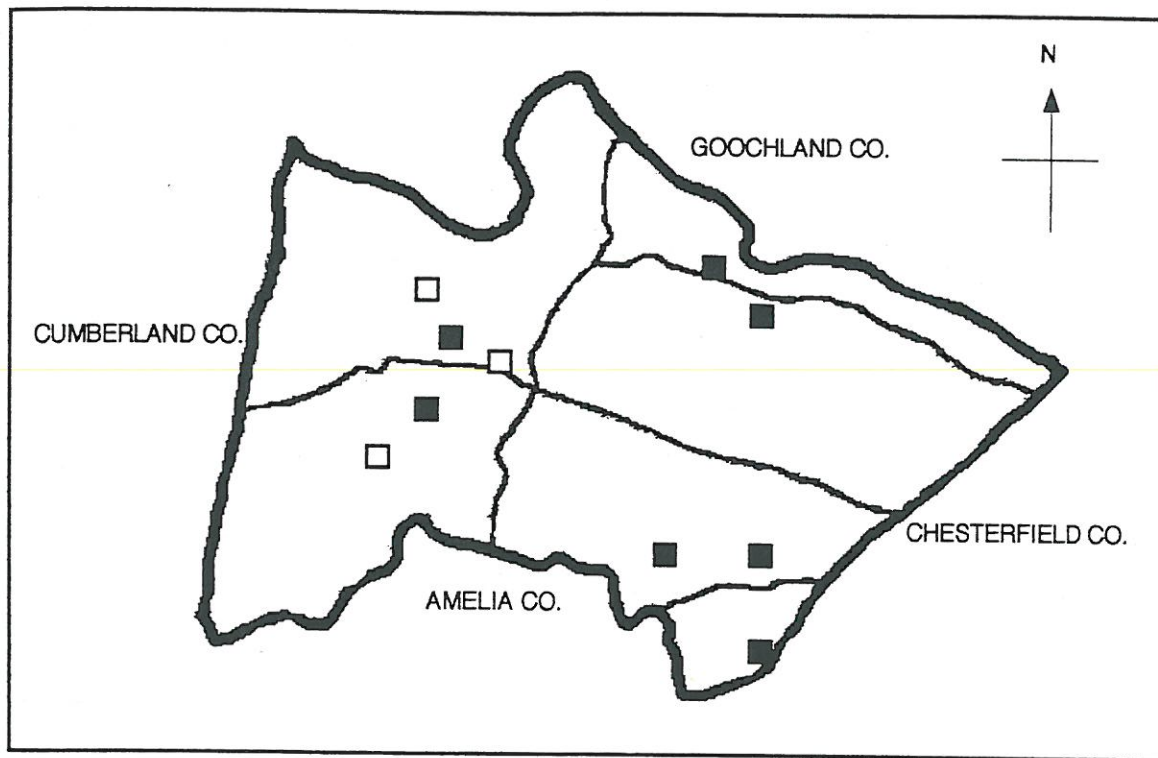 N
GOOCHLAND CO.
CUMBERLAND CO.
CHESTERFIELD CO.
AMELIA CO.